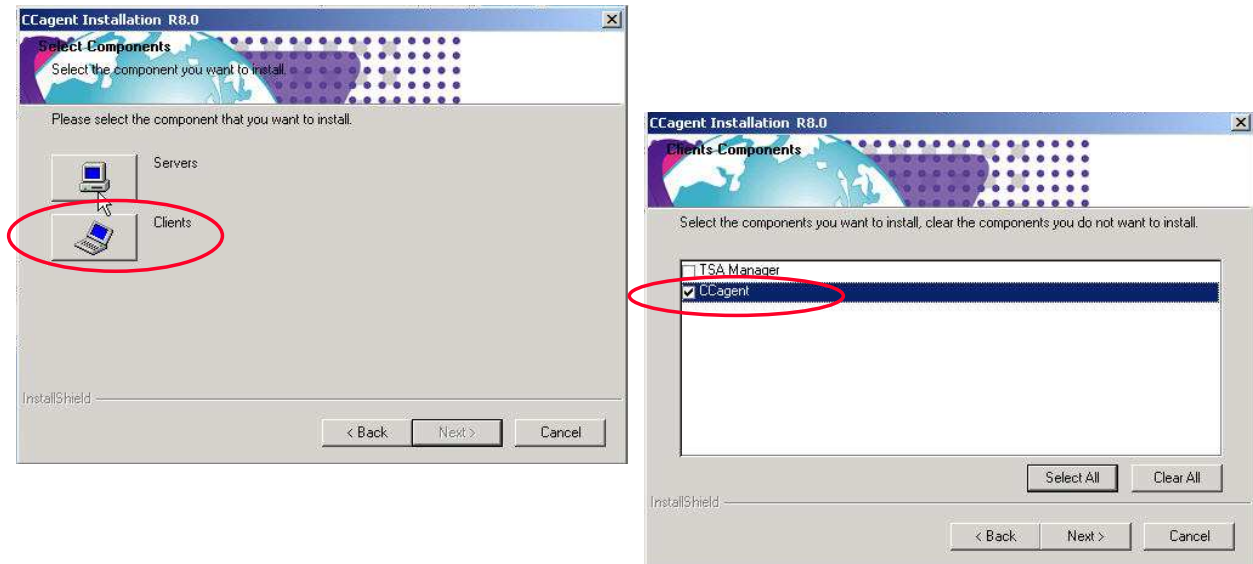 CCagent Installation R8.0
Select Components
Select the component you want to install.
Please select the component that you want to install.
Servers
Clients
InstallShield
< Back
Next >
Cancel
CCagent Installation R8.0
Clients Components
Select the components you want to install, clear the components you do not want to install.
TSA Manager
CCagent
Select All
Clear All
InstallShield
< Back
Next >
Cancel